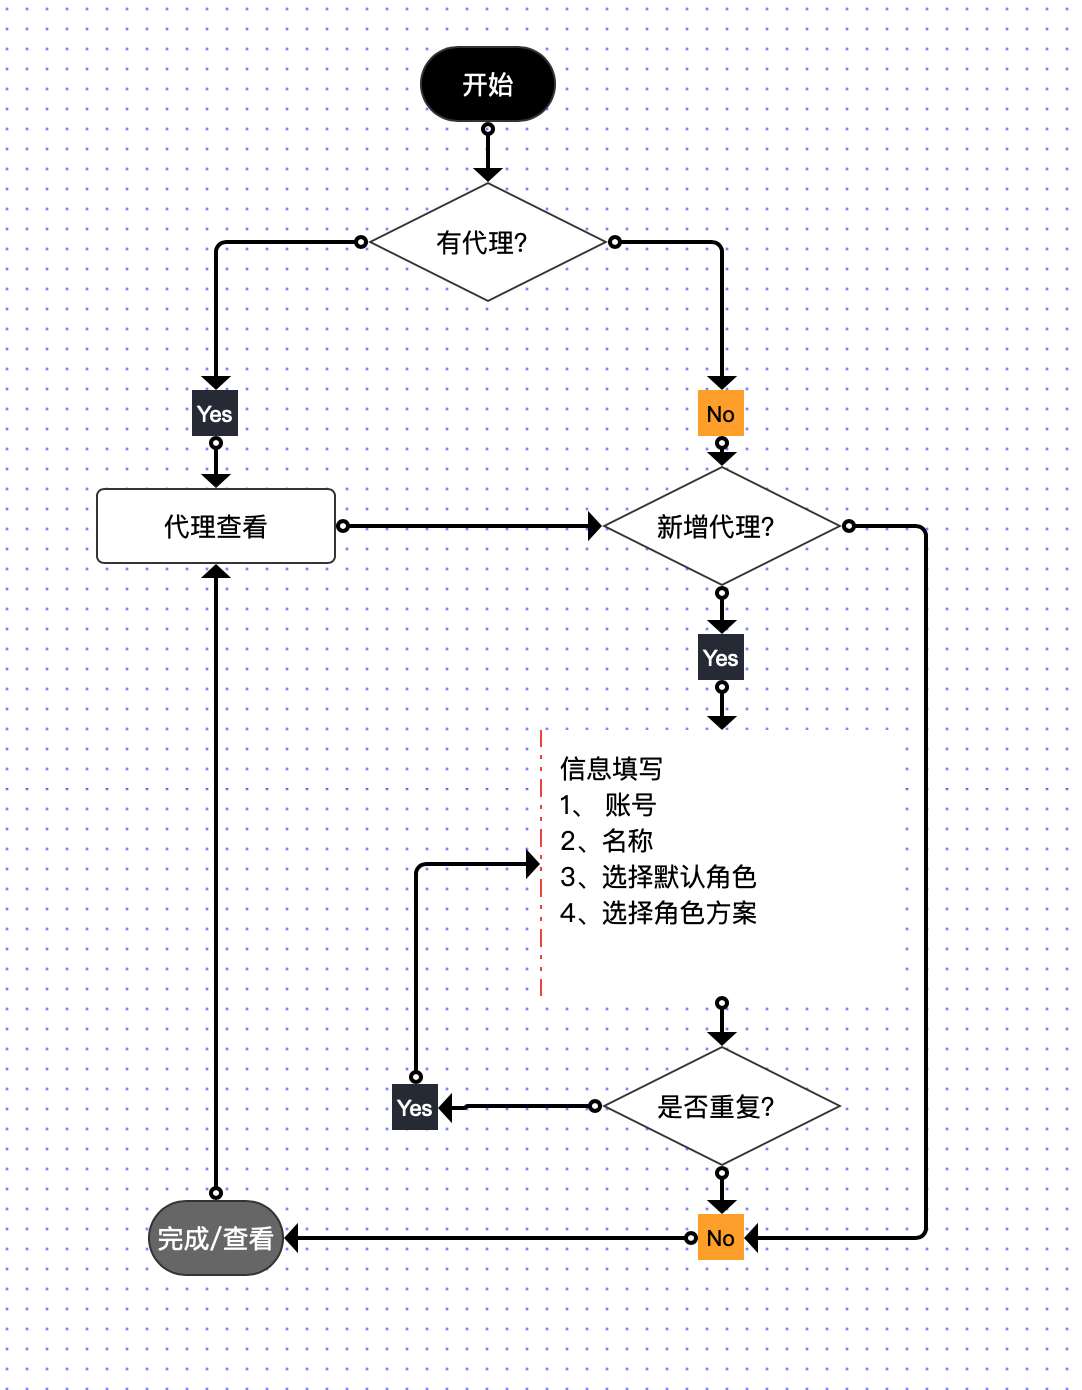 开始
有代理?
Yes
No
代理查看
新增代理?
Yes
信息填写
1、 账号
2、名称
3、选择默认角色
4、选择角色方案
Yes
是否重复?
完成/查看
No